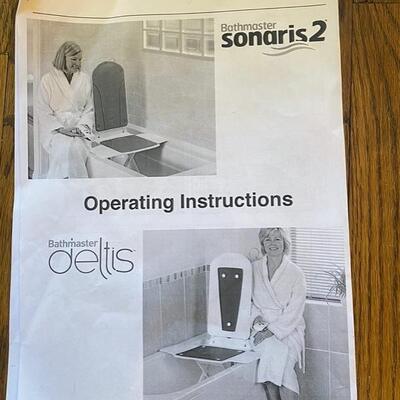 Bathmaster
sonaris2
Operating Instructions
Bathmaster
deltis